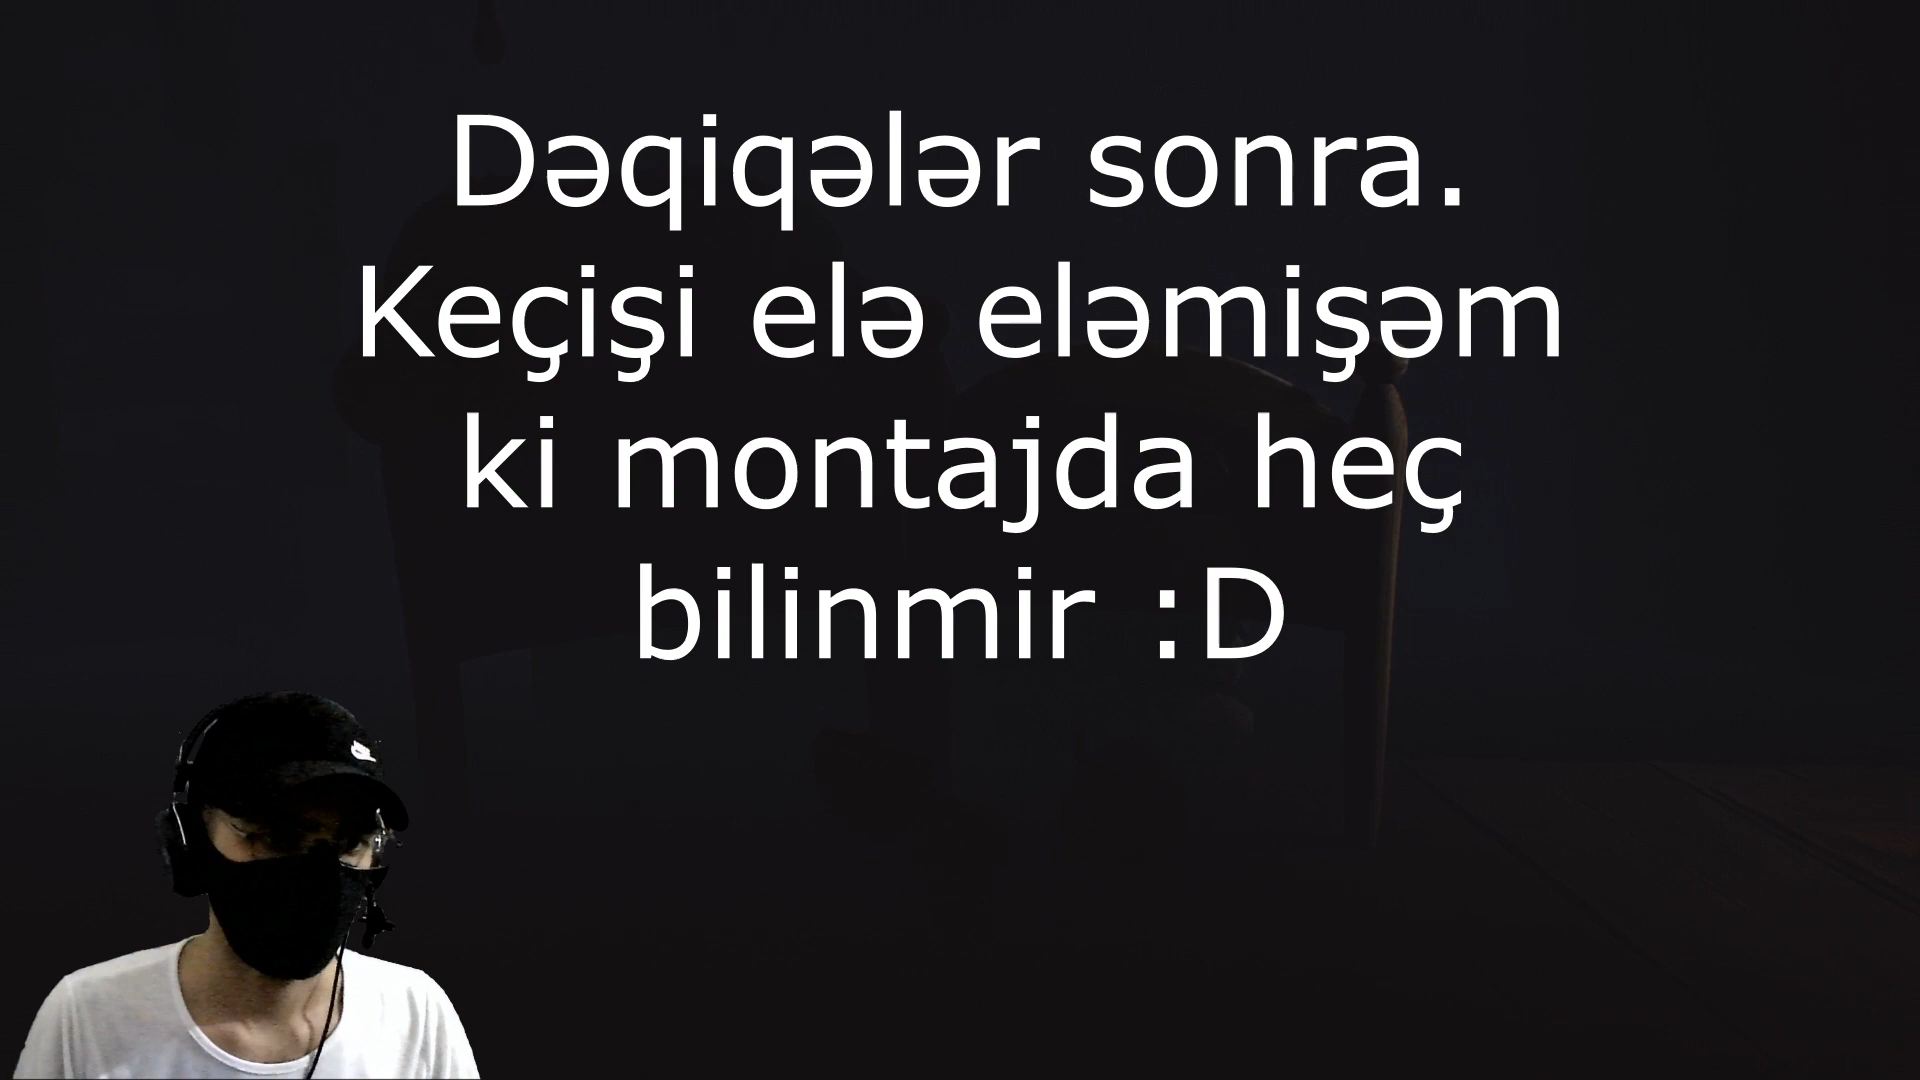 Dəqiqələr sonra.
Keçişi elə eləmişəm
ki montajda heç
bilinmir :D